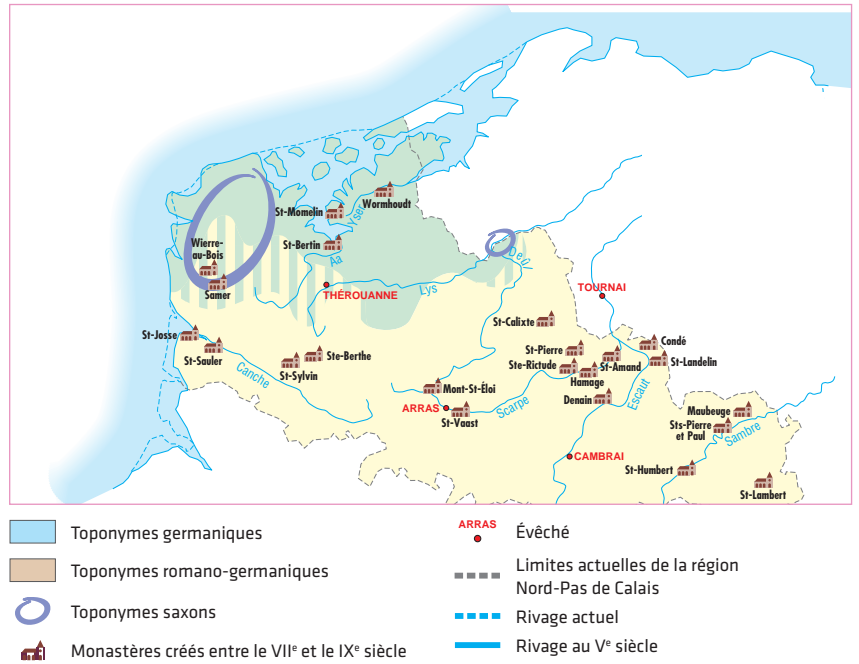 Wormhoudt
St-Momelin
Yser
St-Bertin
Aa
Wierre-
au-Bois
Samer
Deûl
THÉROUANNE
Lys
TOURNAI
St-Calixte
St-Josse
St-Sauler
Canche
St-Sylvin
Ste-Berthe
St-Pierre
Ste-Rictude
Hamage
St-Amand
Condé
St-Landelin
Mont-St-Éloi
ARRAS
St-Vaast
Scarpe
Denain
Escaut
Maubeuge
Sts-Pierre
et Paul
Sambre
CAMBRAI
St-Humbert
St-Lambert
Toponymes germaniques
Toponymes romano-germaniques
Toponymes saxons
Monastères créés entre le VIIe et le IXe siècle
ARRAS
Évêché
Limites actuelles de la région
Nord-Pas de Calais
Rivage actuel
Rivage au Ve siècle